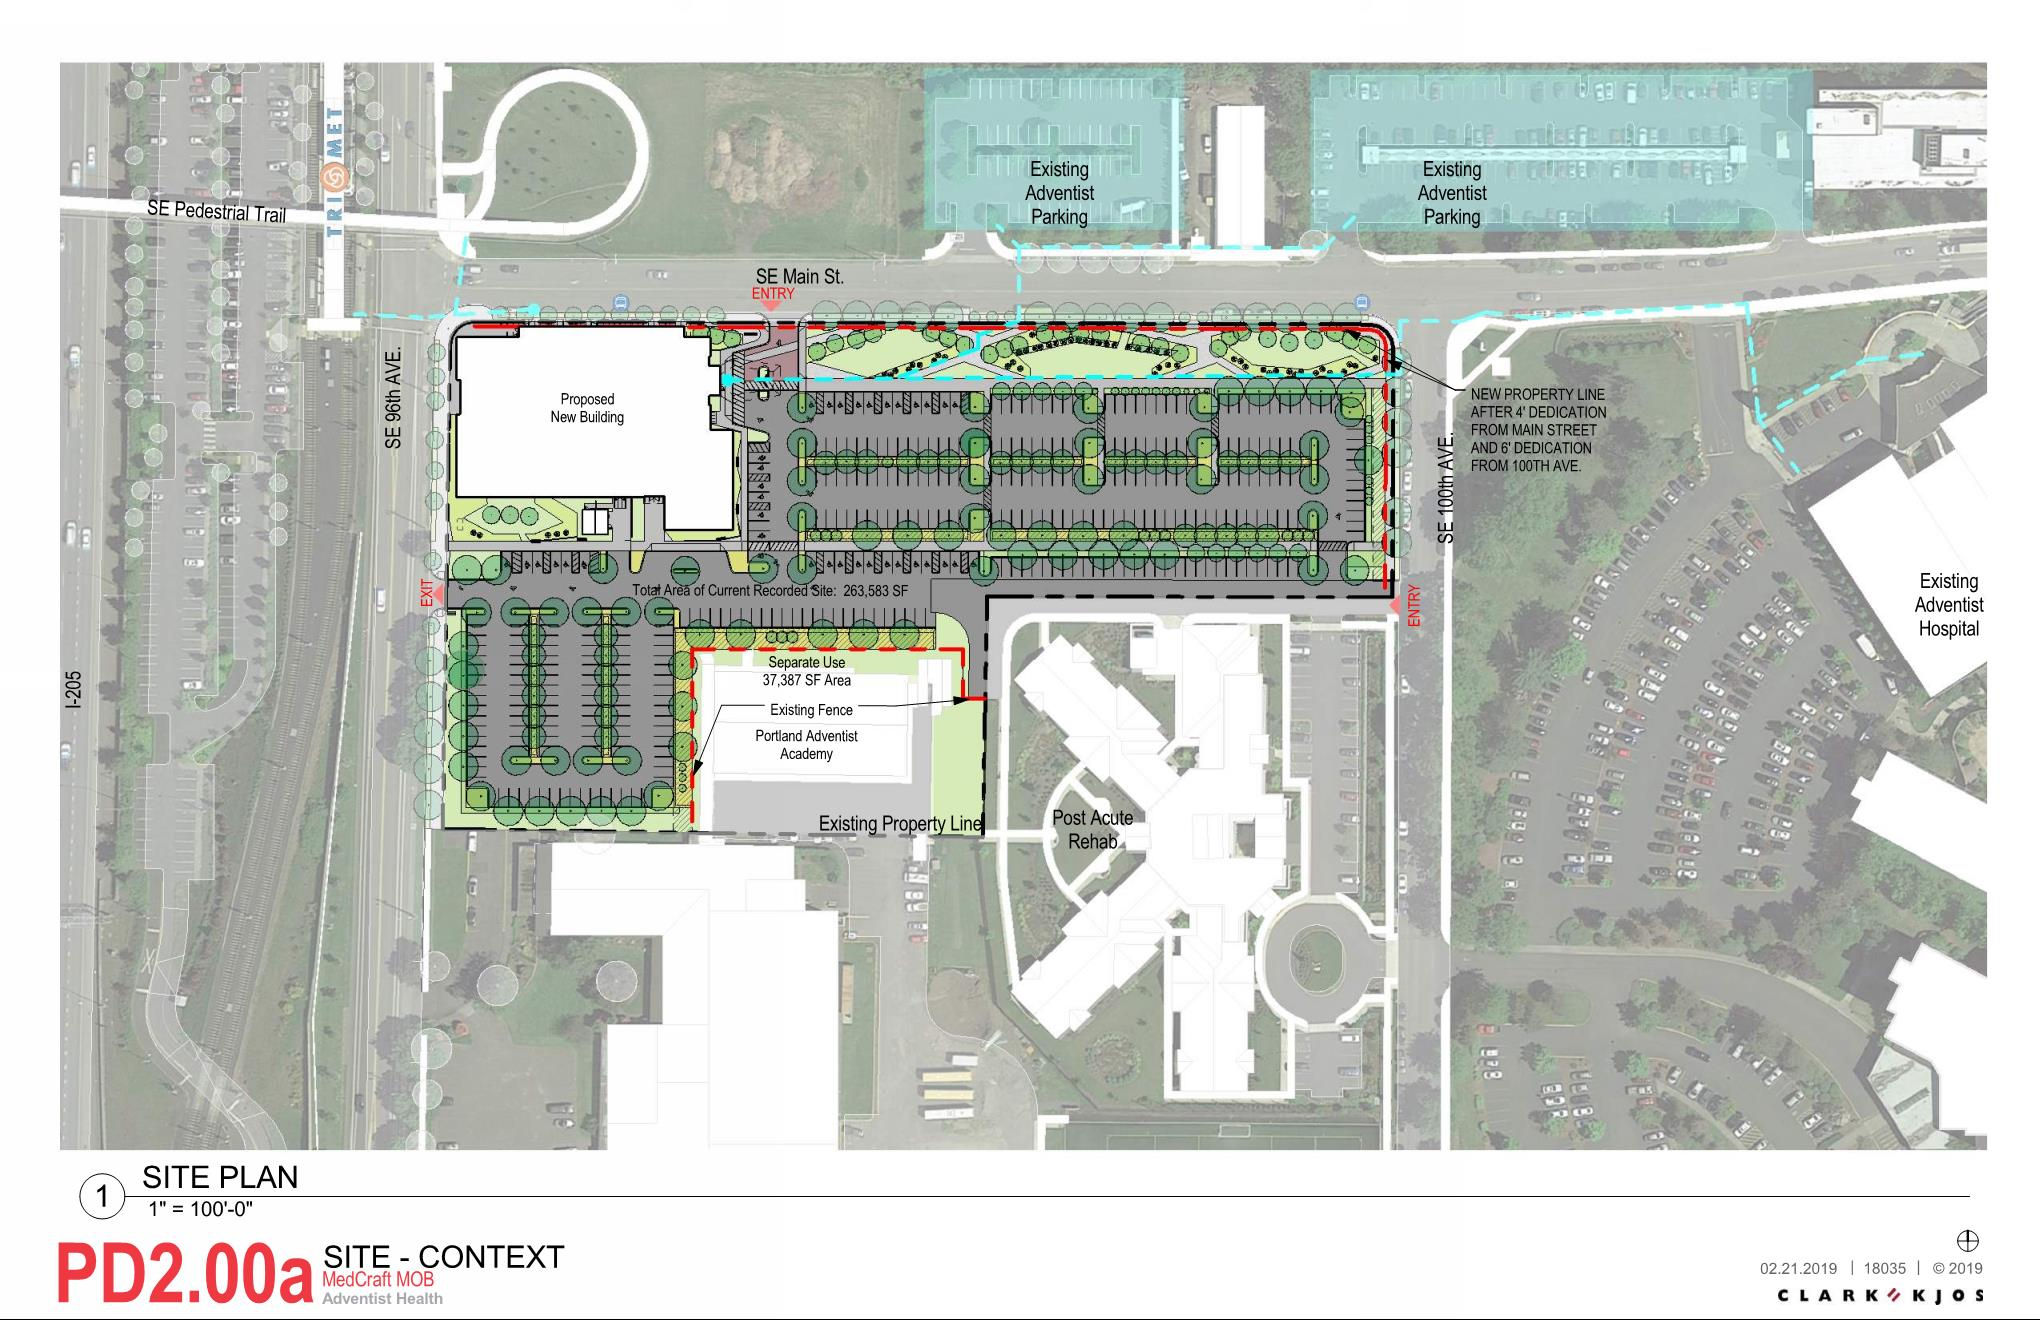 TRI MET
SE Pedestrial Trail
Existing
Adventist
Parking
Existing
Adventist
Parking
SE Main St.
ENTRY
SE 96th AVE.
Proposed
New Building
NEW PROPERTY LINE
AFTER 4' DEDICATION
FROM MAIN STREET
AND 6' DEDICATION
FROM 100TH AVE.
SE 100th AVE.
EXIT
Total Area of Current Recorded Site: 263,583 SF
ENTRY
Existing
Adventist
Hospital
I-205
Separate Use
37,387 SF Area
Existing Fence
Portland Adventist
Academy
Existing Property Line
Post Acute
Rehab
1
SITE PLAN
1" = 100'-0"
PD2.00a
SITE - CONTEXT
MedCraft MOB
Adventist Health
02.21.2019 | 18035 | © 2019
CLARK KJOS